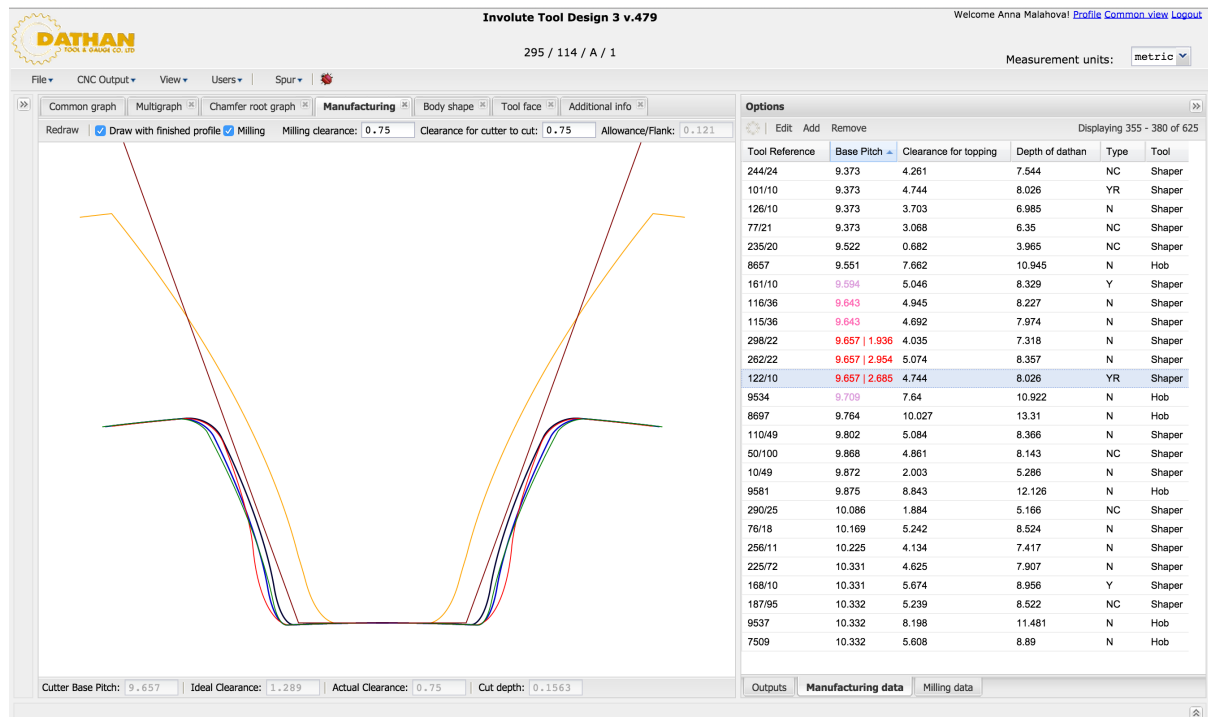 Involute Tool Design 3 v.479
Welcome Anna Malahova! Profile Common view Logout
DATHAN
TOOL & GAUGE CO. LTD
295 / 114 / A / 1
Measurement units: metric
File CNC Output View Users Spur
Common graph Multigraph Chamfer root graph Manufacturing Body shape Tool face Additional info
Redraw Draw with finished profile Milling Milling clearance: 0.75 Clearance for cutter to cut: 0.75 Allowance/Flank: 0.121
Cutter Base Pitch: 9.657 Ideal Clearance: 1.289 Actual Clearance: 0.75 Cut depth: 0.1563
Options
Edit Add Remove Displaying 355 - 380 of 625
Tool Reference Base Pitch Clearance for topping Depth of dathan Type Tool
244/24 9.373 4.261 7.544 NC Shaper
101/10 9.373 4.744 8.026 YR Shaper
126/10 9.373 3.703 6.985 N Shaper
77/21 9.373 3.068 6.35 NC Shaper
235/20 9.522 0.682 3.965 NC Shaper
8657 9.551 7.662 10.945 N Hob
161/10 9.594 5.046 8.329 Y Shaper
116/36 9.643 4.945 8.227 N Shaper
115/36 9.643 4.692 7.974 N Shaper
298/22 9.657 | 1.936 4.035 7.318 N Shaper
262/22 9.657 | 2.954 5.074 8.357 N Shaper
122/10 9.657 | 2.685 4.744 8.026 YR Shaper
9534 9.709 7.64 10.922 N Hob
8697 9.764 10.027 13.31 N Hob
110/49 9.802 5.084 8.366 N Shaper
50/100 9.868 4.861 8.143 NC Shaper
10/49 9.872 2.003 5.286 N Shaper
9581 9.875 8.843 12.126 N Hob
290/25 10.086 1.884 5.166 NC Shaper
76/18 10.169 5.242 8.524 N Shaper
256/11 10.225 4.134 7.417 N Shaper
225/72 10.331 4.625 7.907 N Shaper
168/10 10.331 5.674 8.956 Y Shaper
187/95 10.332 5.239 8.522 NC Shaper
9537 10.332 8.198 11.481 N Hob
7509 10.332 5.608 8.89 N Hob
Outputs Manufacturing data Milling data